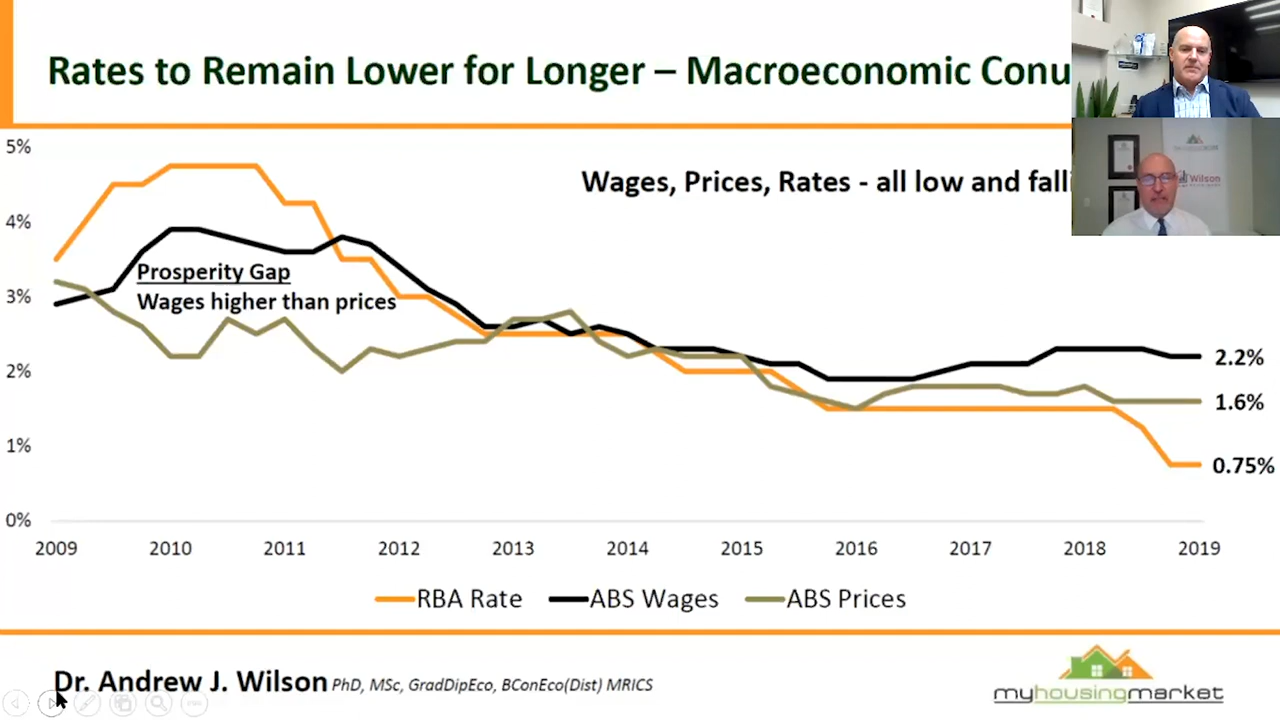 Rates to Remain Lower for Longer – Macroeconomic Conu
Wages, Prices, Rates - all low and falli
Wilson
5%
4%
3%
2%
1%
0%
Prosperity Gap
Wages higher than prices
2.2%
1.6%
0.75%
2009 2010 2011 2012 2013 2014 2015 2016 2017 2018 2019
RBA Rate ABS Wages ABS Prices
Dr. Andrew J. Wilson PhD, MSc, GradDipEco, BConEco(Dist) MRICS
myhousingmarket